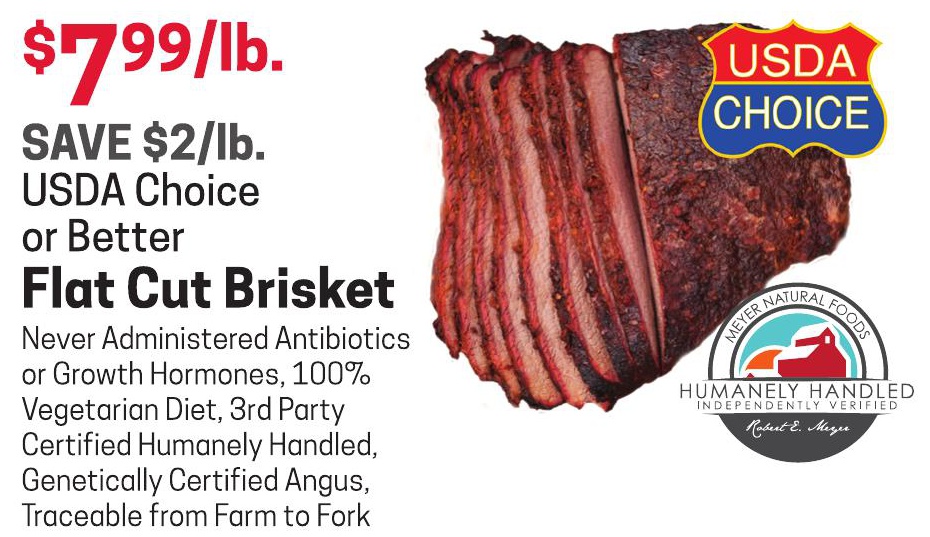 $7.99/lb.
SAVE $2/lb.
USDA Choice
or Better
Flat Cut Brisket
Never Administered Antibiotics
or Growth Hormones, 100%
Vegetarian Diet, 3rd Party
Certified Humanely Handled,
Genetically Certified Angus,
Traceable from Farm to Fork
USDA
CHOICE
MEYER NATURAL FOODS
HUMANELY HANDLED
INDEPENDENTLY VERIFIED
Robert E. Meyer